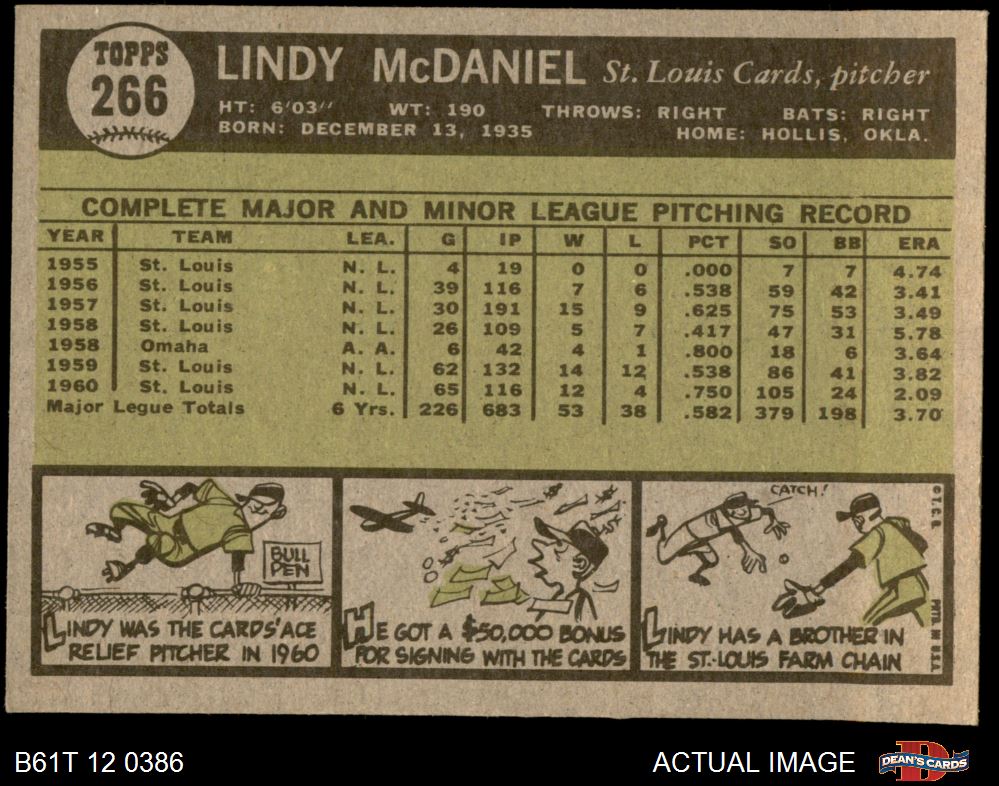 TOPPS
266
LINDY McDANIEL St. Louis Cards, pitcher
HT: 6'03" WT: 190 THROWS: RIGHT BATS: RIGHT
BORN: DECEMBER 13, 1935 HOME: HOLLIS, OKLA.
COMPLETE MAJOR AND MINOR LEAGUE PITCHING RECORD
YEAR TEAM LEA. G IP W L PCT SO BB ERA
1955 St. Louis N. L. 4 19 0 0 .000 7 7 4.74
1956 St. Louis N. L. 39 116 7 6 .538 59 42 3.41
1957 St. Louis N. L. 30 191 15 9 .625 75 53 3.49
1958 St. Louis N. L. 26 109 5 7 .417 47 31 5.78
1958 Omaha A. A. 6 42 4 1 .800 18 6 3.64
1959 St. Louis N. L. 62 132 14 12 .538 86 41 3.82
1960 St. Louis N. L. 65 116 12 4 .750 105 24 2.09
Major Legue Totals 6 Yrs. 226 683 53 38 .582 379 198 3.70
BULL
PEN
LINDY WAS THE CARDS' ACE
RELIEF PITCHER IN 1960
HE GOT A $50,000 BONUS
FOR SIGNING WITH THE CARDS
CATCH!
LINDY HAS A BROTHER IN
THE ST. LOUIS FARM CHAIN
© T.C.G.
PRTD. IN U.S.A.
B61T 12 0386
ACTUAL IMAGE
D
DEAN'S CARDS